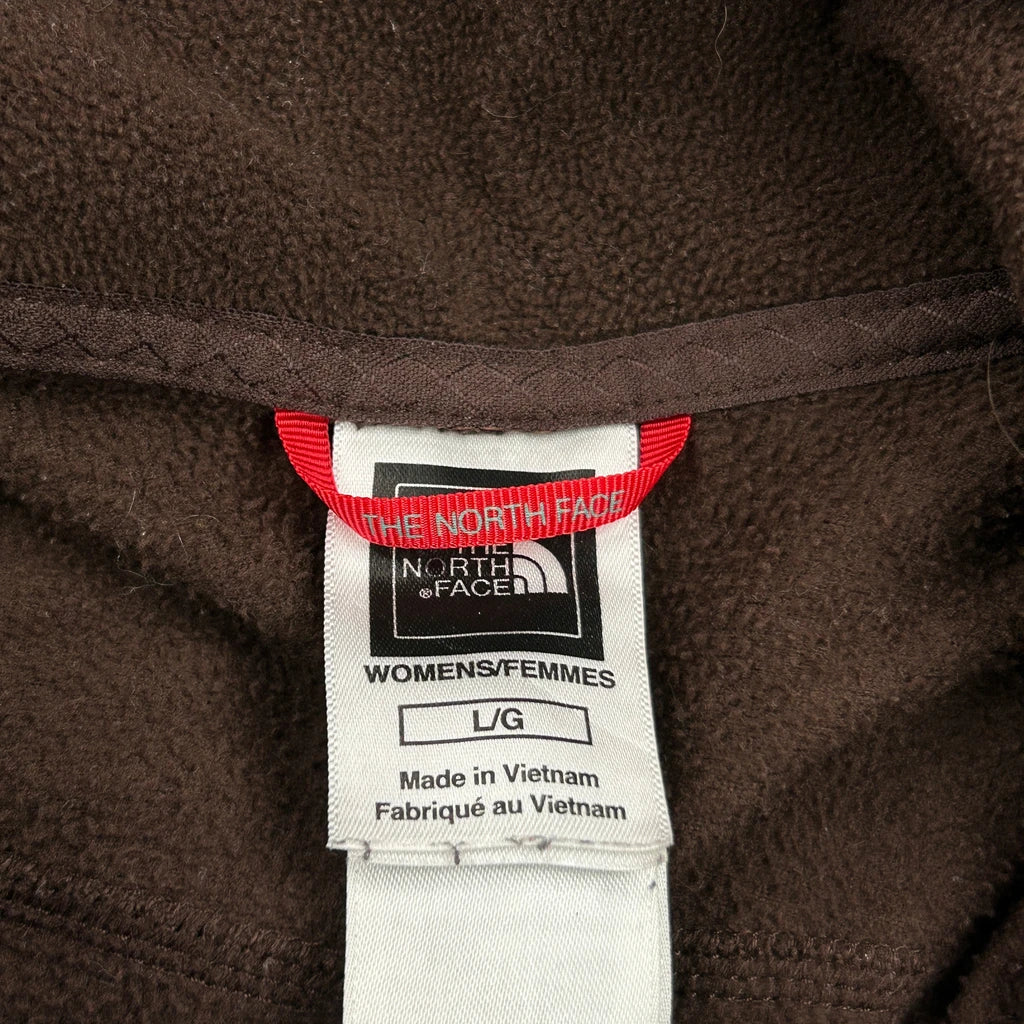 THE NORTH FACE
THE
NORTH
®FACE
WOMENS/FEMMES
L/G
Made in Vietnam
Fabriqué au Vietnam